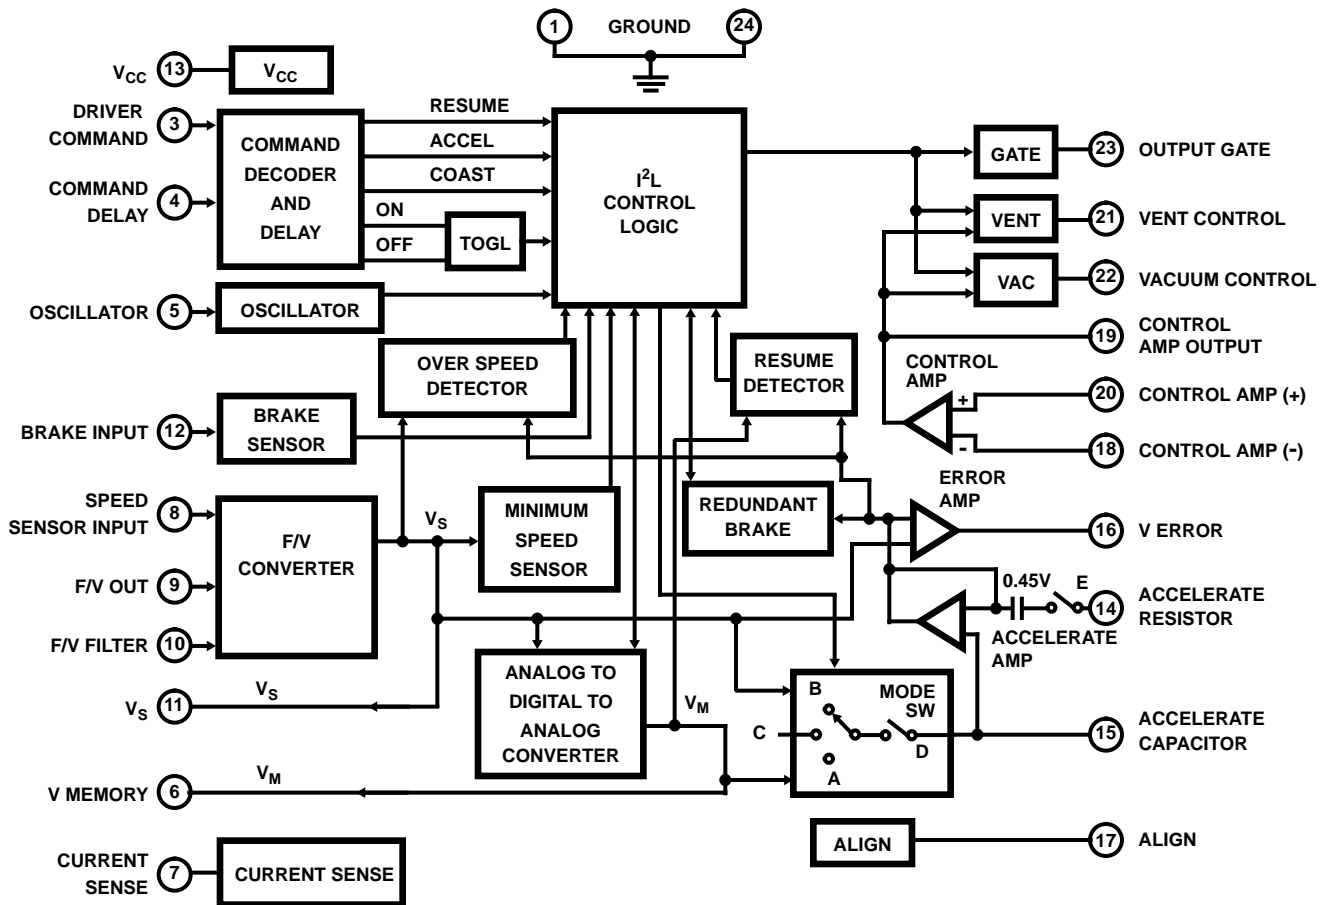 1 GROUND 24
VCC 13 VCC
DRIVER
COMMAND
3
COMMAND
DELAY
4
COMMAND
DECODER
AND
DELAY
RESUME
ACCEL
COAST
ON
OFF
TOGL
I²L
CONTROL
LOGIC
GATE
23 OUTPUT GATE
VENT
21 VENT CONTROL
VAC
22 VACUUM CONTROL
OSCILLATOR 5 OSCILLATOR
OVER SPEED
DETECTOR
RESUME
DETECTOR
19
CONTROL
AMP OUTPUT
CONTROL
AMP
+
-
20 CONTROL AMP (+)
18 CONTROL AMP (-)
BRAKE INPUT 12
BRAKE
SENSOR
SPEED
SENSOR INPUT
8
F/V OUT 9
F/V FILTER 10
F/V
CONVERTER
VS
MINIMUM
SPEED
SENSOR
REDUNDANT
BRAKE
ERROR
AMP
16 V ERROR
0.45V
E
14
ACCELERATE
RESISTOR
ACCELERATE
AMP
VS 11 VS
ANALOG TO
DIGITAL TO
ANALOG
CONVERTER
VM
B
MODE
SW
C
D
A
15
ACCELERATE
CAPACITOR
V MEMORY 6 VM
ALIGN
17 ALIGN
CURRENT
SENSE
7
CURRENT SENSE